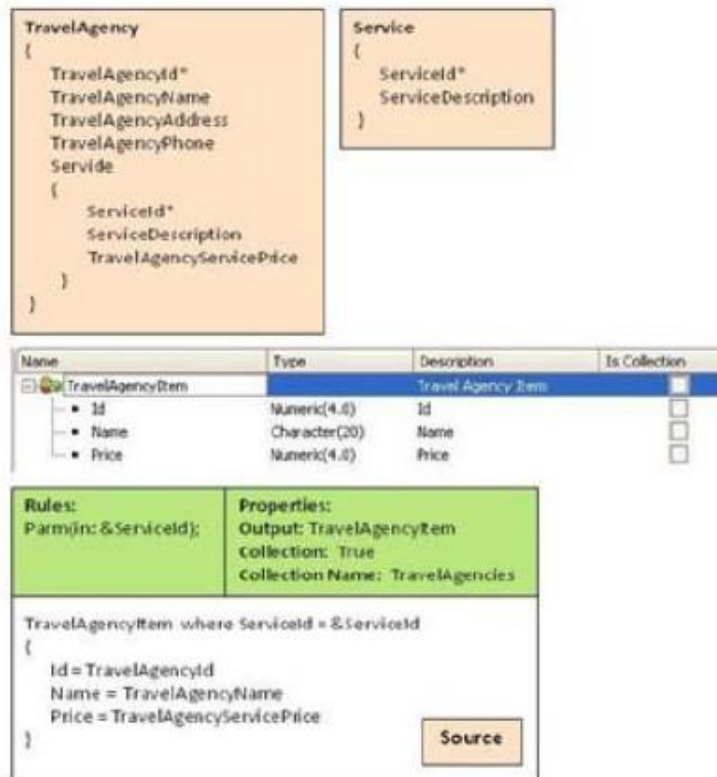 TravelAgency
{
TravelAgencyId*
TravelAgencyName
TravelAgencyAddress
TravelAgencyPhone
Servide
{
ServiceId*
ServiceDescription
TravelAgencyServicePrice
}
}
Service
{
ServiceId*
ServiceDescription
}
Name Type Description Is Collection
TravelAgencyItem Travel Agency Item
Id Numeric(4.0) Id
Name Character(20) Name
Price Numeric(4.0) Price
Rules:
Parm(in: &ServiceId);
Properties:
Output: TravelAgencyItem
Collection: True
Collection Name: TravelAgencies
TravelAgencyItem where ServiceId = &ServiceId
{
Id = TravelAgencyId
Name = TravelAgencyName
Price = TravelAgencyServicePrice
}
Source